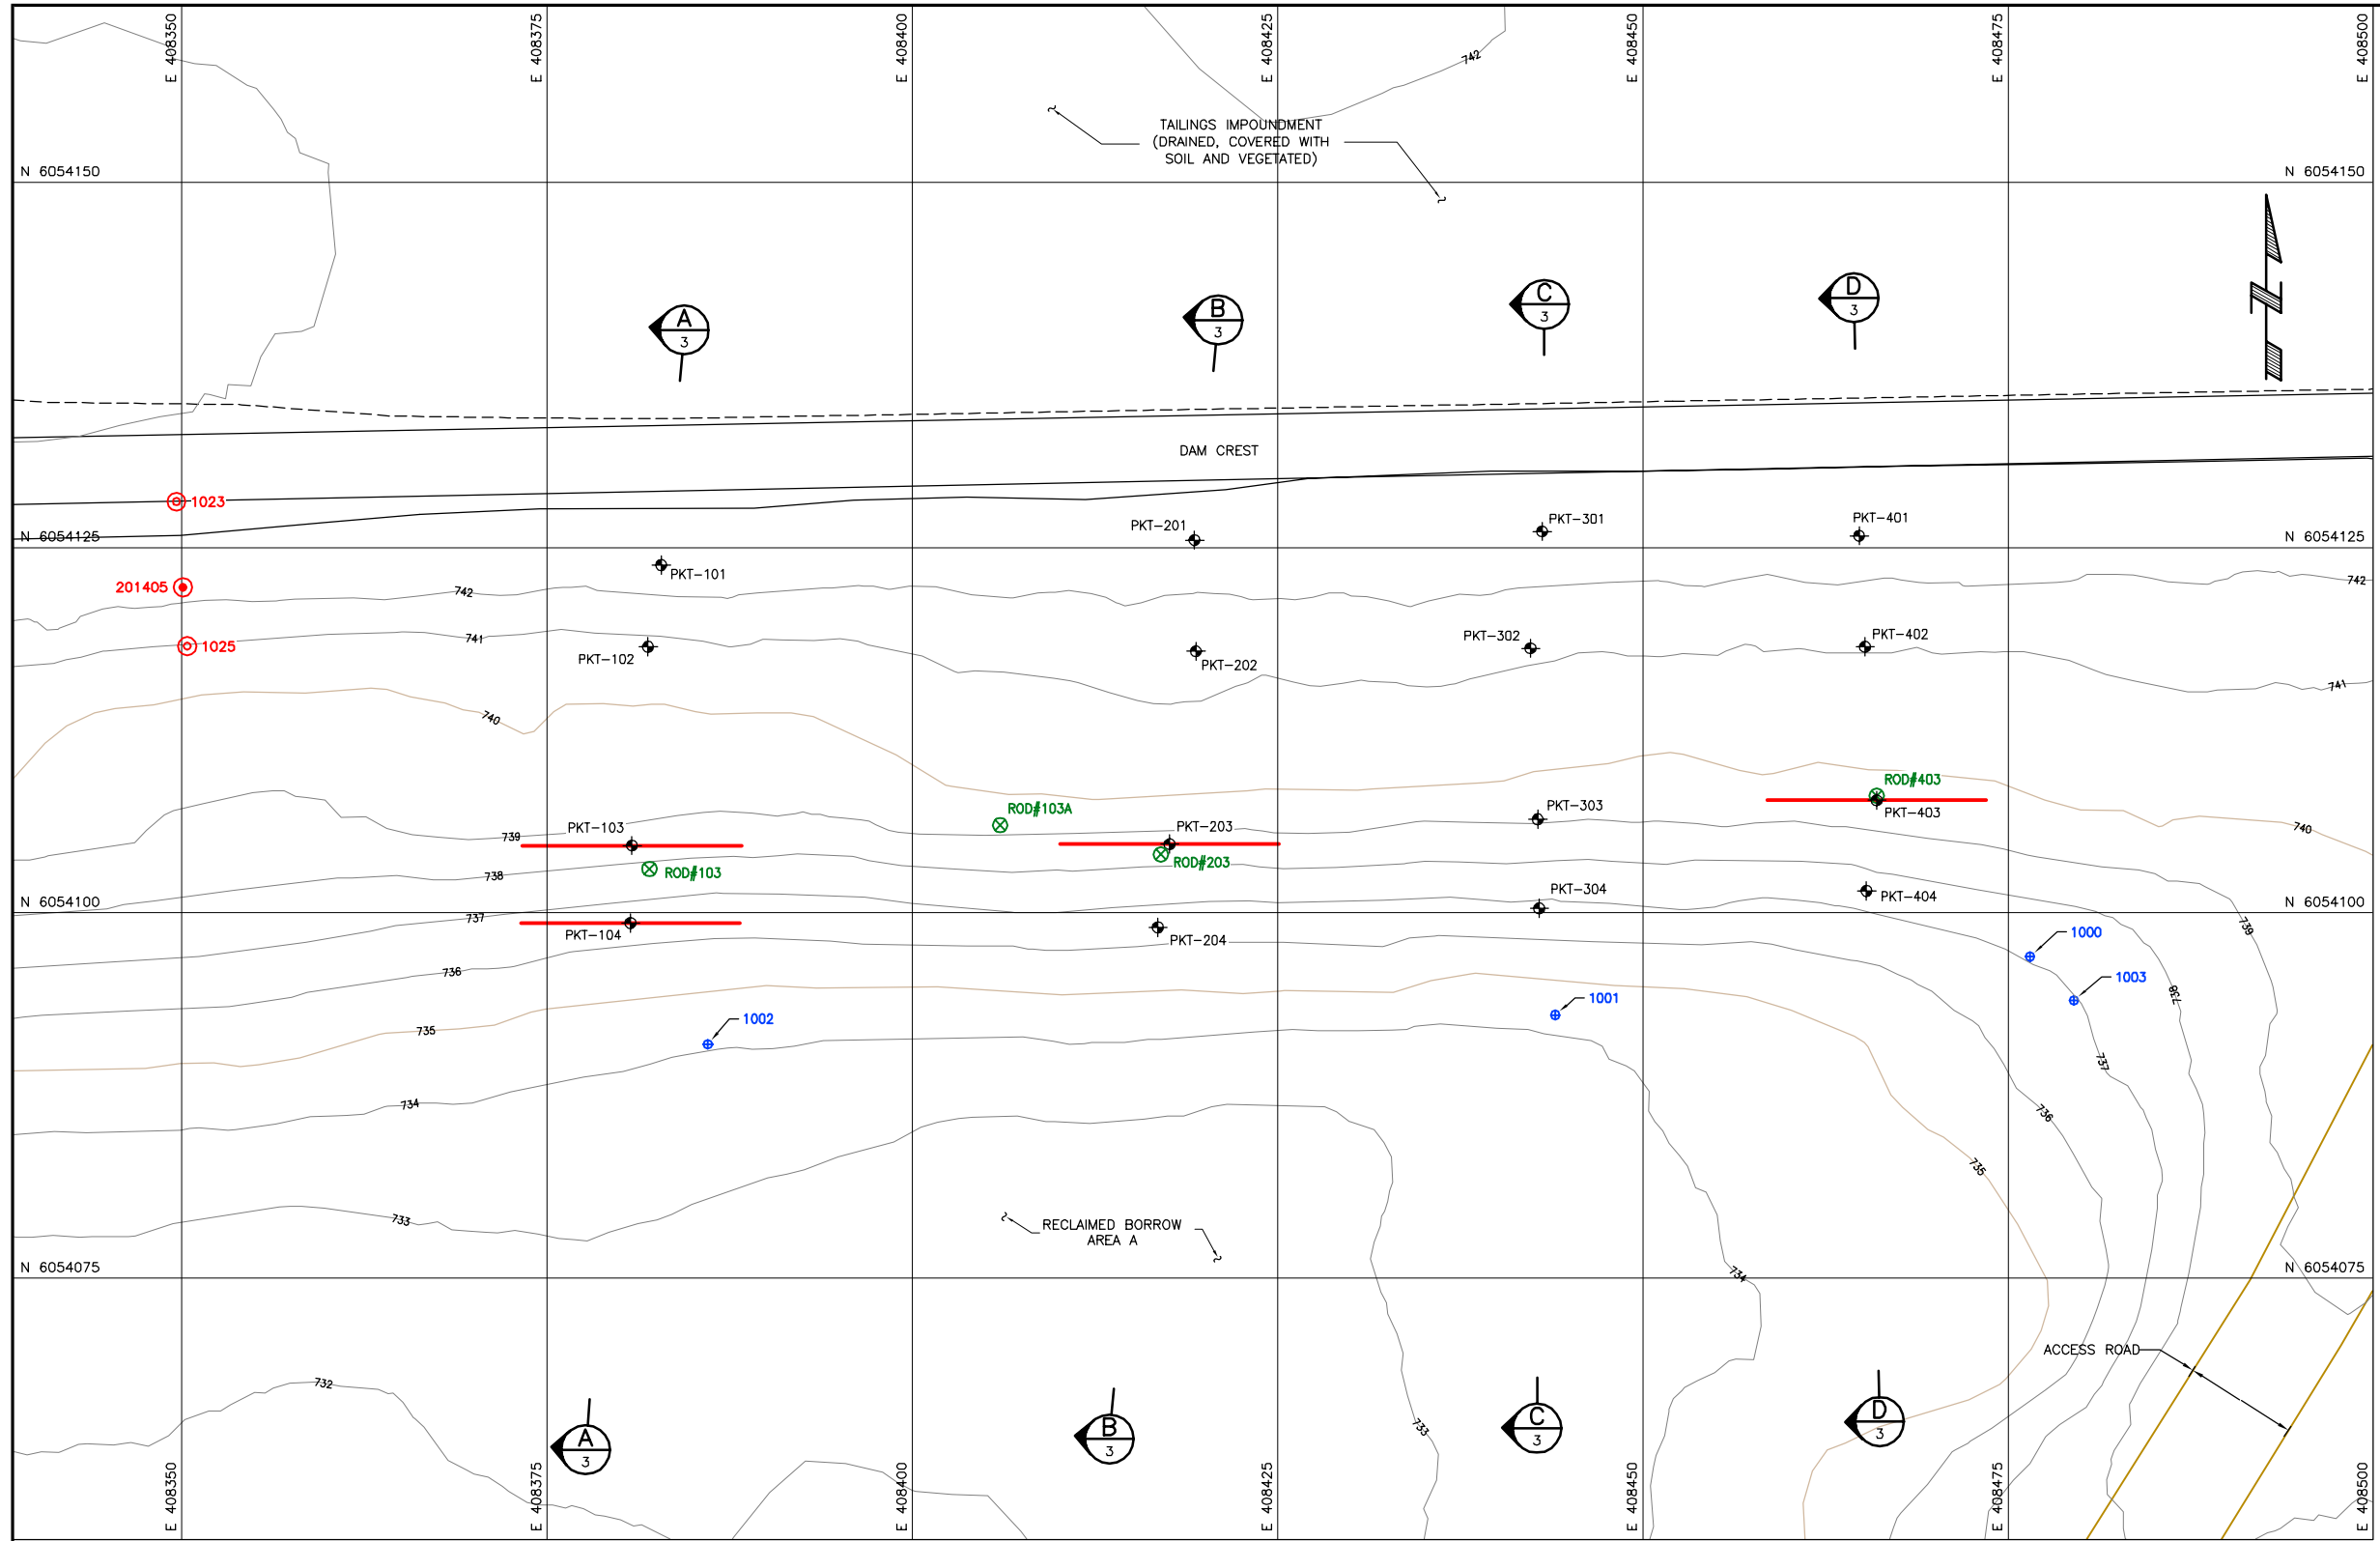 E 408350
E 408375
E 408400
E 408425
E 408450
E 408475
E 408500
742
TAILINGS IMPOUNDMENT
(DRAINED, COVERED WITH
SOIL AND VEGETATED)
N 6054150
N 6054150
A
3
B
3
C
3
D
3
N
DAM CREST
1023
PKT-201
PKT-301
PKT-401
N 6054125
N 6054125
PKT-101
201405
742
742
741
1025
PKT-102
PKT-202
PKT-302
PKT-402
741
740
ROD#403
ROD#103A
PKT-303
PKT-403
739
PKT-103
PKT-203
740
ROD#203
738
ROD#103
PKT-304
PKT-404
N 6054100
N 6054100
737
PKT-104
PKT-204
739
1000
736
1003
738
1001
1002
735
737
734
736
735
733
RECLAIMED BORROW
AREA A
N 6054075
N 6054075
734
ACCESS ROAD
732
733
A
3
B
3
C
3
D
3
E 408350
E 408375
E 408400
E 408425
E 408450
E 408475
E 408500